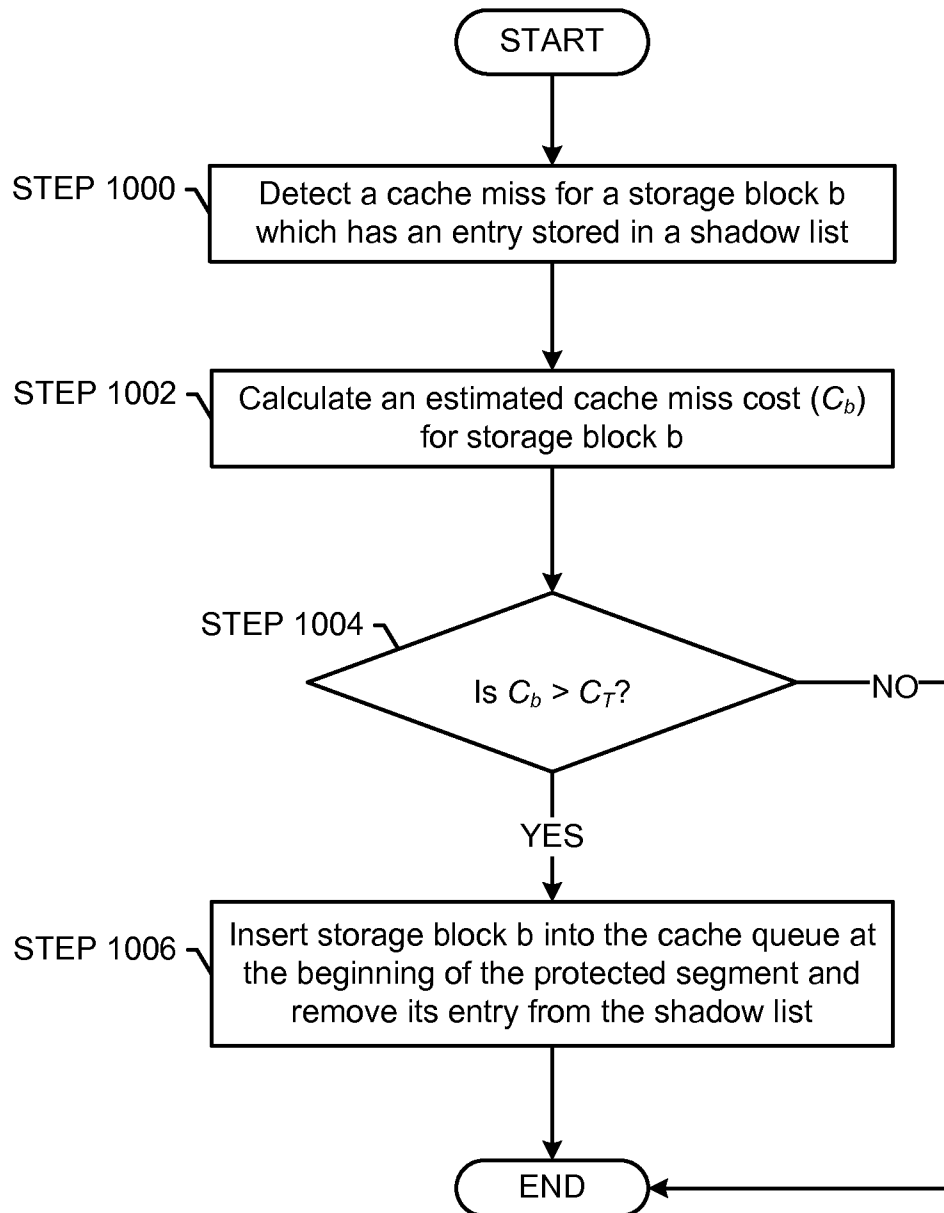 START
STEP 1000
Detect a cache miss for a storage block b
which has an entry stored in a shadow list
STEP 1002
Calculate an estimated cache miss cost (C_b)
for storage block b
STEP 1004
Is C_b > C_T?
NO
YES
STEP 1006
Insert storage block b into the cache queue at
the beginning of the protected segment and
remove its entry from the shadow list
END